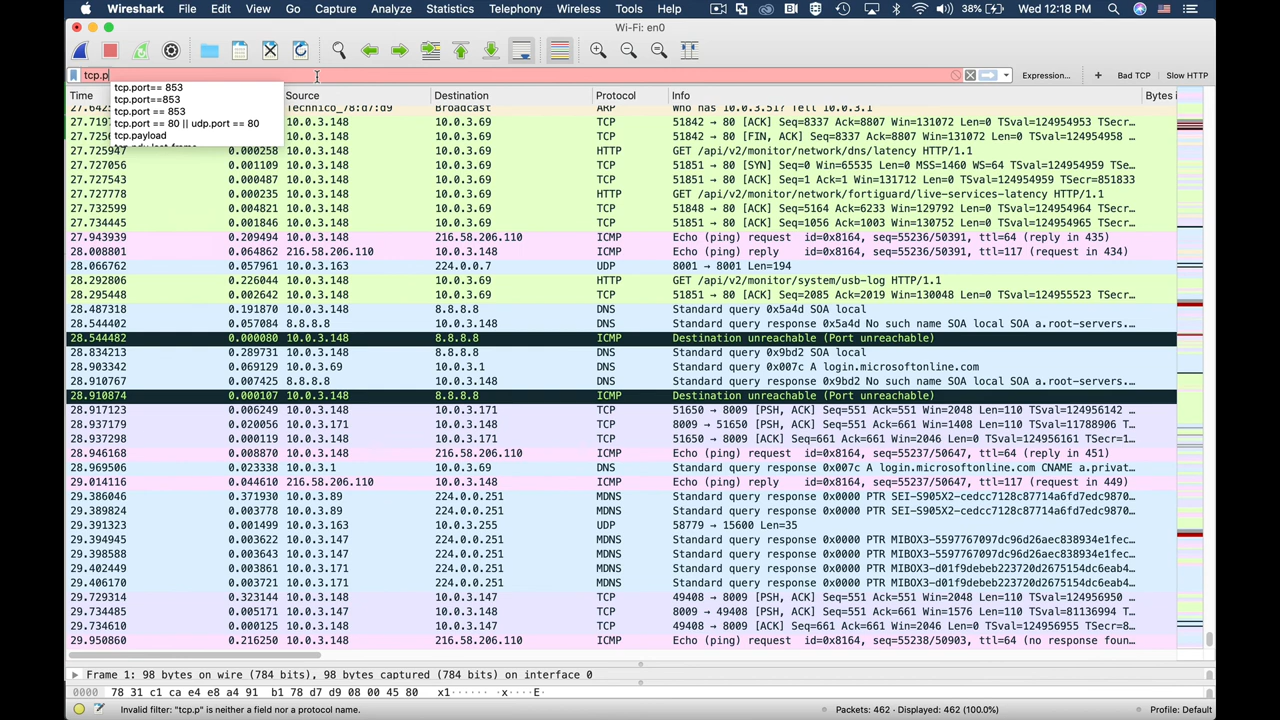 Wireshark File Edit View Go Capture Analyze Statistics Telephony Wireless Tools Help 38% Wed 12:18 PM
Wi-Fi: en0
tcp.p Expression... + Bad TCP Slow HTTP
tcp.port== 853
tcp.port==853
tcp.port == 853
tcp.port == 80 || udp.port == 80
tcp.payload
Time Source Destination Protocol Info Bytes i
27.642 Technico_78:d7:d9 Broadcast ARP Who has 10.0.3.51? Tell 10.0.3.1
27.719 10.0.3.148 10.0.3.69 TCP 51842 → 80 [ACK] Seq=8337 Ack=8807 Win=131072 Len=0 TSval=124954953 TSecr…
27.725 10.0.3.148 10.0.3.69 TCP 51842 → 80 [FIN, ACK] Seq=8337 Ack=8807 Win=131072 Len=0 TSval=124954958 …
27.725947 0.000258 10.0.3.148 10.0.3.69 HTTP GET /api/v2/monitor/network/dns/latency HTTP/1.1
27.727056 0.001109 10.0.3.148 10.0.3.69 TCP 51851 → 80 [SYN] Seq=0 Win=65535 Len=0 MSS=1460 WS=64 TSval=124954959 TSe…
27.727543 0.000487 10.0.3.148 10.0.3.69 TCP 51851 → 80 [ACK] Seq=1 Ack=1 Win=131712 Len=0 TSval=124954959 TSecr=851833
27.727778 0.000235 10.0.3.148 10.0.3.69 HTTP GET /api/v2/monitor/network/fortiguard/live-services-latency HTTP/1.1
27.732599 0.004821 10.0.3.148 10.0.3.69 TCP 51848 → 80 [ACK] Seq=5164 Ack=6233 Win=129792 Len=0 TSval=124954964 TSecr…
27.734445 0.001846 10.0.3.148 10.0.3.69 TCP 51851 → 80 [ACK] Seq=1056 Ack=1003 Win=130752 Len=0 TSval=124954965 TSecr…
27.943939 0.209494 10.0.3.148 216.58.206.110 ICMP Echo (ping) request id=0x8164, seq=55236/50391, ttl=64 (reply in 435)
28.008801 0.064862 216.58.206.110 10.0.3.148 ICMP Echo (ping) reply id=0x8164, seq=55236/50391, ttl=117 (request in 434)
28.066762 0.057961 10.0.3.163 224.0.0.7 UDP 8001 → 8001 Len=194
28.292806 0.226044 10.0.3.148 10.0.3.69 HTTP GET /api/v2/monitor/system/usb-log HTTP/1.1
28.295448 0.002642 10.0.3.148 10.0.3.69 TCP 51851 → 80 [ACK] Seq=2085 Ack=2019 Win=130048 Len=0 TSval=124955523 TSecr…
28.487318 0.191870 10.0.3.148 8.8.8.8 DNS Standard query 0x5a4d SOA local
28.544402 0.057084 8.8.8.8 10.0.3.148 DNS Standard query response 0x5a4d No such name SOA local SOA a.root-servers.…
28.544482 0.000080 10.0.3.148 8.8.8.8 ICMP Destination unreachable (Port unreachable)
28.834213 0.289731 10.0.3.148 8.8.8.8 DNS Standard query 0x9bd2 SOA local
28.903342 0.069129 10.0.3.69 10.0.3.1 DNS Standard query 0x007c A login.microsoftonline.com
28.910767 0.007425 8.8.8.8 10.0.3.148 DNS Standard query response 0x9bd2 No such name SOA local SOA a.root-servers.…
28.910874 0.000107 10.0.3.148 8.8.8.8 ICMP Destination unreachable (Port unreachable)
28.917123 0.006249 10.0.3.148 10.0.3.171 TCP 51650 → 8009 [PSH, ACK] Seq=551 Ack=551 Win=2048 Len=110 TSval=124956142 …
28.937179 0.020056 10.0.3.171 10.0.3.148 TCP 8009 → 51650 [PSH, ACK] Seq=551 Ack=661 Win=1408 Len=110 TSval=11788906 T…
28.937298 0.000119 10.0.3.148 10.0.3.171 TCP 51650 → 8009 [ACK] Seq=661 Ack=661 Win=2046 Len=0 TSval=124956161 TSecr=1…
28.946168 0.008870 10.0.3.148 216.58.206.110 ICMP Echo (ping) request id=0x8164, seq=55237/50647, ttl=64 (reply in 451)
28.969506 0.023338 10.0.3.1 10.0.3.69 DNS Standard query response 0x007c A login.microsoftonline.com CNAME a.privat…
29.014116 0.044610 216.58.206.110 10.0.3.148 ICMP Echo (ping) reply id=0x8164, seq=55237/50647, ttl=117 (request in 449)
29.386046 0.371930 10.0.3.89 224.0.0.251 MDNS Standard query response 0x0000 PTR SEI-S905X2-cedcc7128c87714a6fd7edc9870…
29.389824 0.003778 10.0.3.89 224.0.0.251 MDNS Standard query response 0x0000 PTR SEI-S905X2-cedcc7128c87714a6fd7edc9870…
29.391323 0.001499 10.0.3.163 10.0.3.255 UDP 58779 → 15600 Len=35
29.394945 0.003622 10.0.3.147 224.0.0.251 MDNS Standard query response 0x0000 PTR MIBOX3-5597767097dc96d26aec838934e1fec…
29.398588 0.003643 10.0.3.147 224.0.0.251 MDNS Standard query response 0x0000 PTR MIBOX3-5597767097dc96d26aec838934e1fec…
29.402449 0.003861 10.0.3.171 224.0.0.251 MDNS Standard query response 0x0000 PTR MIBOX3-d01f9debeb223720d2675154dc6eab4…
29.406170 0.003721 10.0.3.171 224.0.0.251 MDNS Standard query response 0x0000 PTR MIBOX3-d01f9debeb223720d2675154dc6eab4…
29.729314 0.323144 10.0.3.148 10.0.3.147 TCP 49408 → 8009 [PSH, ACK] Seq=551 Ack=551 Win=2048 Len=110 TSval=124956950 …
29.734485 0.005171 10.0.3.147 10.0.3.148 TCP 8009 → 49408 [PSH, ACK] Seq=551 Ack=661 Win=1576 Len=110 TSval=81136994 T…
29.734610 0.000125 10.0.3.148 10.0.3.147 TCP 49408 → 8009 [ACK] Seq=661 Ack=661 Win=2046 Len=0 TSval=124956955 TSecr=8…
29.950860 0.216250 10.0.3.148 216.58.206.110 ICMP Echo (ping) request id=0x8164, seq=55238/50903, ttl=64 (no response foun…
Frame 1: 98 bytes on wire (784 bits), 98 bytes captured (784 bits) on interface 0
0000 78 31 c1 ca e4 e8 a4 91 b1 78 d7 d9 08 00 45 80 x1······ ·x····E·
Invalid filter: "tcp.p" is neither a field nor a protocol name. Packets: 462 · Displayed: 462 (100.0%) Profile: Default